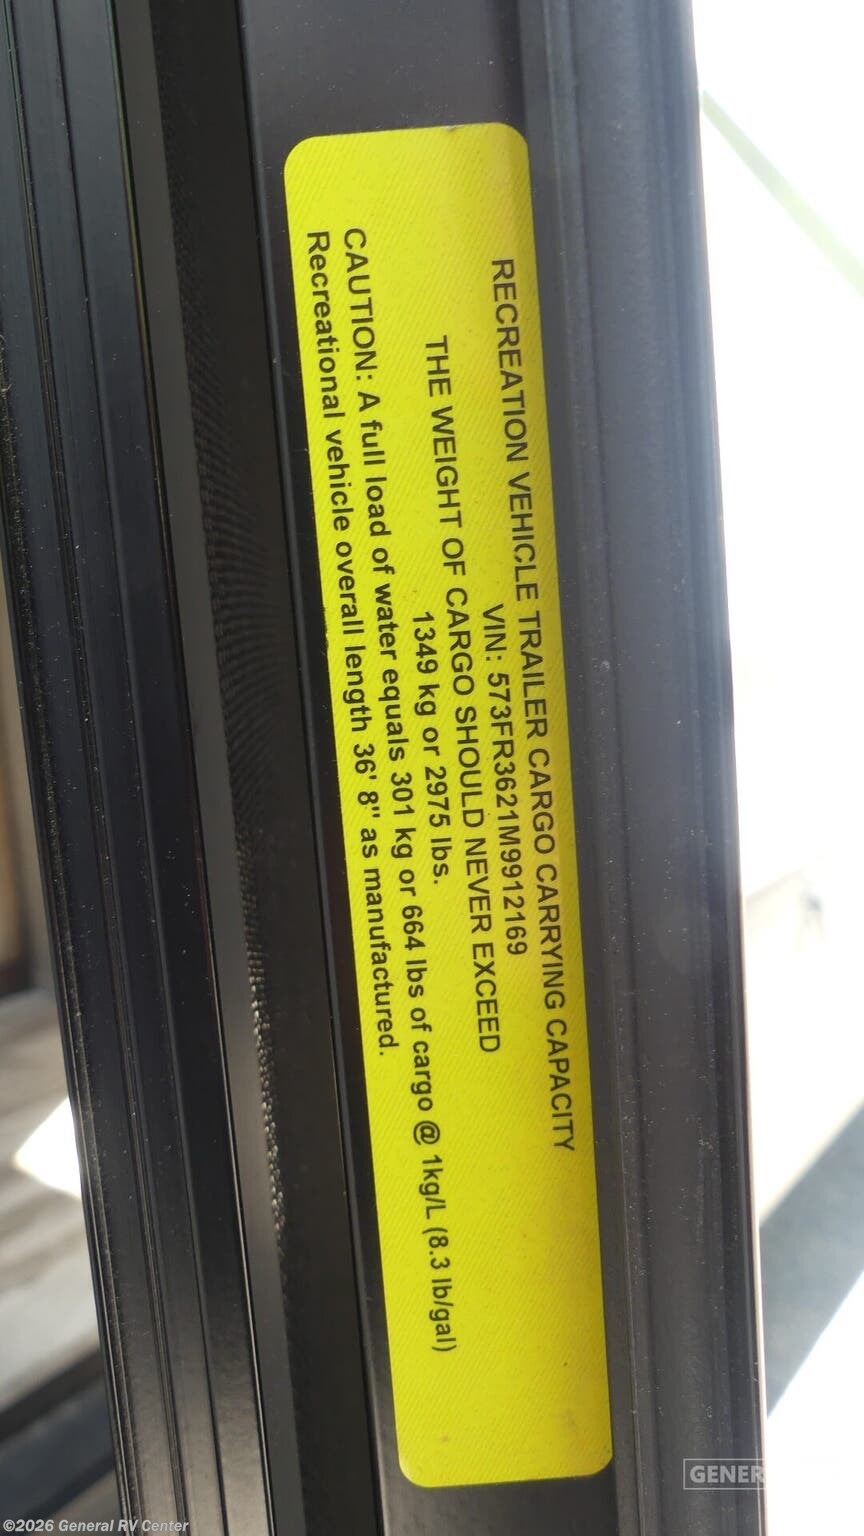 RECREATION VEHICLE TRAILER CARGO CARRYING CAPACITY
VIN: 573FR3621M9912169
THE WEIGHT OF CARGO SHOULD NEVER EXCEED
1349 kg or 2975 lbs.
CAUTION: A full load of water equals 301 kg or 664 lbs of cargo @ 1kg/L (8.3 lb/gal)
Recreational vehicle overall length 36' 8" as manufactured.
GENER
©2026 General RV Center